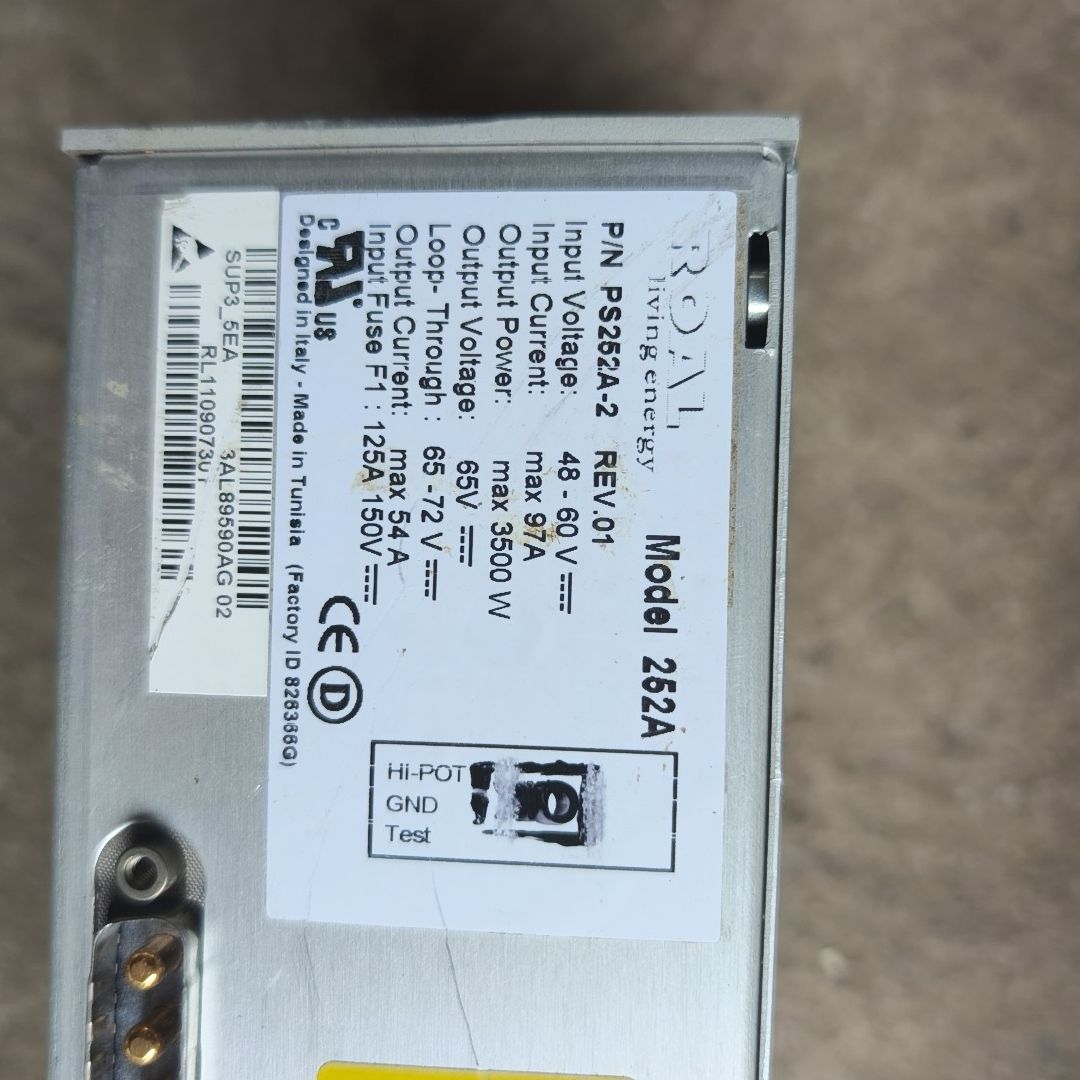 ROAL
living energy
Model 252A
P/N PS252A-2 REV.01
Input Voltage: 48 - 60 V
Input Current: max 97A
Output Power: max 3500 W
Output Voltage: 65V
Loop- Through : 65 - 72 V
Output Current: max 54 A
Input Fuse F1 : 125A 150V
C US
CE D
Designed in Italy - Made in Tunisia (Factory ID 826366G)
Hi-POT
GND
Test
SUP3_5EA 3AL89590AG 02